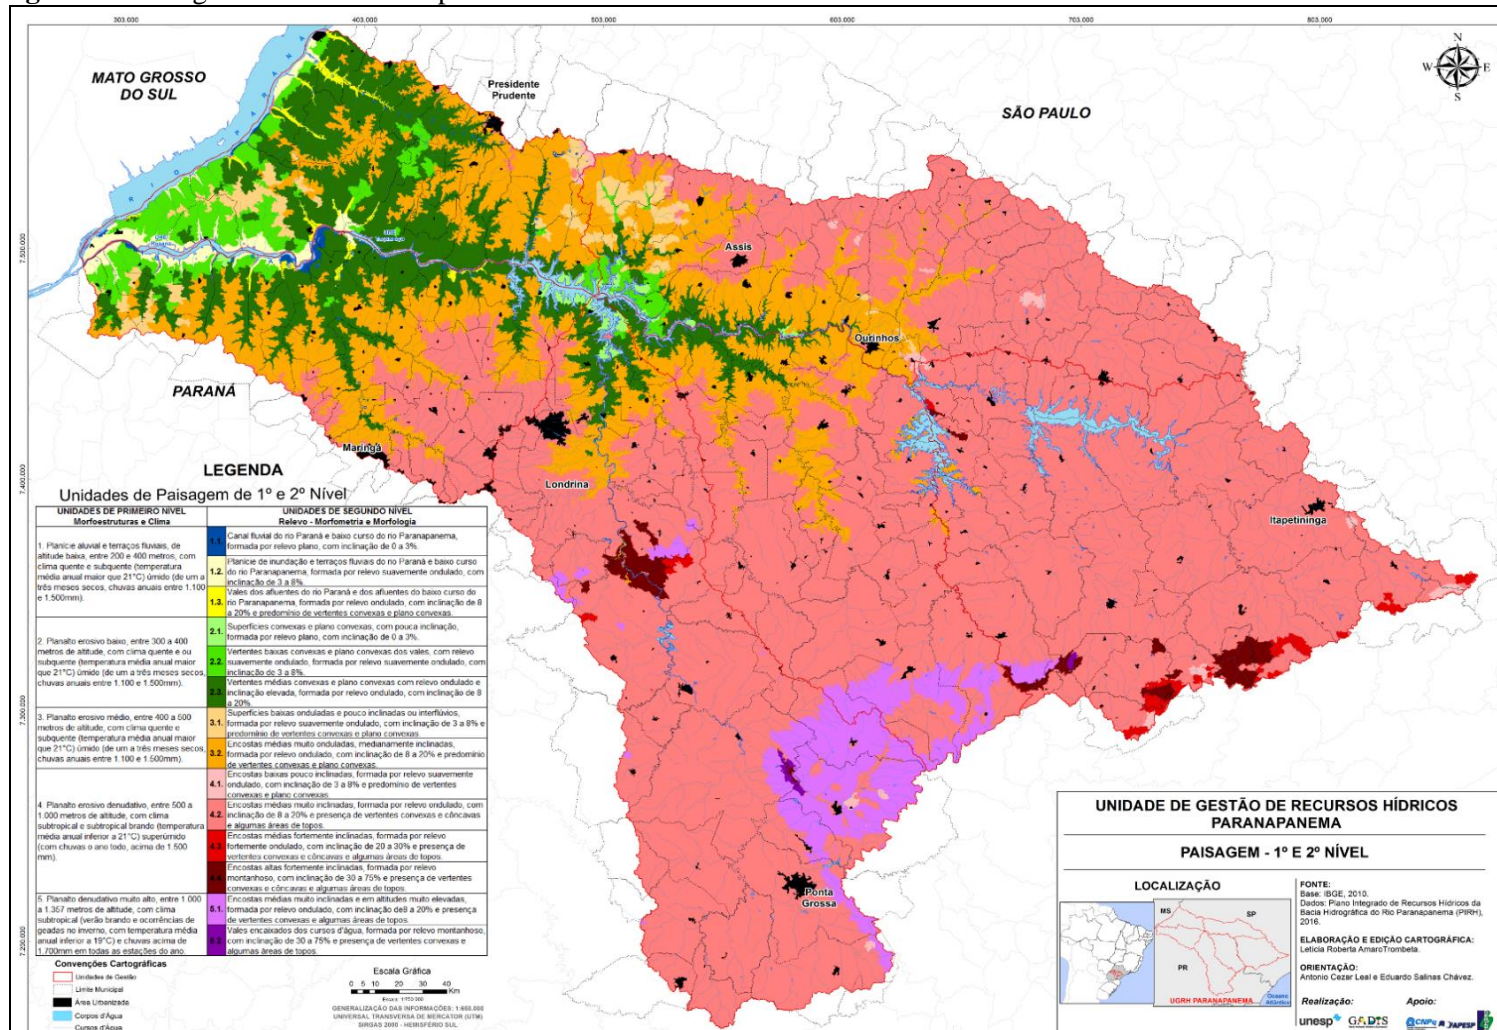 303.000
403.000
503.000
603.000
703.000
803.000
MATO GROSSO
DO SUL
RIO PARANÁ
Presidente
Prudente
SÃO PAULO
N
W
E
S
7.500.000
Assis
Ourinhos
PARANÁ
Maringá
7.400.000
Londrina
Itapetininga
7.300.000
Ponta
Grossa
7.200.000
LEGENDA
Unidades de Paisagem de 1º e 2º Nível
UNIDADES DE PRIMEIRO NÍVEL
Morfoestruturas e Clima
UNIDADES DE SEGUNDO NÍVEL
Relevo - Morfometria e Morfologia
1. Planície aluvial e terraços fluviais, de
altitude baixa, entre 200 e 400 metros, com
clima quente e subquente (temperatura
média anual maior que 21°C) úmido (de um a
três meses secos, chuvas anuais entre 1.100
e 1.500mm).
1.1. Canal fluvial do rio Paraná e baixo curso do rio Paranapanema,
formada por relevo plano, com inclinação de 0 a 3%.
1.2. Planície de inundação e terraços fluviais do rio Paraná e baixo curso
do rio Paranapanema, formada por relevo suavemente ondulado, com
inclinação de 3 a 8%.
1.3. Vales dos afluentes do rio Paraná e dos afluentes do baixo curso do
rio Paranapanema, formada por relevo ondulado, com inclinação de 8
a 20% e predomínio de vertentes convexas e plano convexas.
2. Planalto erosivo baixo, entre 300 a 400
metros de altitude, com clima quente e ou
subquente (temperatura média anual maior
que 21°C) úmido (de um a três meses secos,
chuvas anuais entre 1.100 e 1.500mm).
2.1. Superfícies convexas e plano convexas, com pouca inclinação,
formada por relevo plano, com inclinação de 0 a 3%.
2.2. Vertentes baixas convexas e plano convexas dos vales, com relevo
suavemente ondulado, formada por relevo suavemente ondulado, com
inclinação de 3 a 8%.
2.3. Vertentes médias convexas e plano convexas com relevo ondulado e
inclinação elevada, formada por relevo ondulado, com inclinação de 8
a 20%.
3. Planalto erosivo médio, entre 400 a 500
metros de altitude, com clima quente e
subquente (temperatura média anual maior
que 21°C) úmido (de um a três meses secos,
chuvas anuais entre 1.100 e 1.500mm).
3.1. Superfícies baixas onduladas e pouco inclinadas ou interflúvios,
formada por relevo suavemente ondulado, com inclinação de 3 a 8% e
predomínio de vertentes convexas e plano convexas.
3.2. Encostas médias muito onduladas, medianamente inclinadas,
formada por relevo ondulado, com inclinação de 8 a 20% e predomínio
de vertentes convexas e plano convexas.
4. Planalto erosivo denudativo, entre 500 a
1.000 metros de altitude, com clima
subtropical e subtropical brando (temperatura
média anual inferior a 21°C) superúmido
(com chuvas o ano todo, acima de 1.500
mm).
4.1. Encostas baixas pouco inclinadas, formada por relevo suavemente
ondulado, com inclinação de 3 a 8% e predomínio de vertentes
convexas e plano convexas.
4.2. Encostas médias muito inclinadas, formada por relevo ondulado, com
inclinação de 8 a 20% e presença de vertentes convexas e côncavas
e algumas áreas de topos.
4.3. Encostas médias fortemente inclinadas, formada por relevo
fortemente ondulado, com inclinação de 20 a 30% e presença de
vertentes convexas e côncavas e algumas áreas de topos.
4.4. Encostas altas fortemente inclinadas, formada por relevo
montanhoso, com inclinação de 30 a 75% e presença de vertentes
convexas e côncavas e algumas áreas de topos.
5. Planalto denudativo muito alto, entre 1.000
a 1.357 metros de altitude, com clima
subtropical (verão brando e ocorrências de
geadas no inverno, com temperatura média
anual inferior a 19°C) e chuvas acima de
1.700mm em todas as estações do ano.
5.1. Encostas médias muito inclinadas e em altitudes muito elevadas,
formada por relevo ondulado, com inclinação de8 a 20% e presença
de vertentes convexas e algumas áreas de topos.
5.2. Vales encaixados dos cursos d'água, formada por relevo montanhoso,
com inclinação de 30 a 75% e presença de vertentes convexas e
algumas áreas de topos.
Convenções Cartográficas
Unidades de Gestão
Limite Municipal
Área Urbanizada
Corpos d'Água
Cursos d'Água
Escala Gráfica
0 5 10 20 30 40
Km
Escala: 1:750.000
GENERALIZAÇÃO DAS INFORMAÇÕES: 1:650.000
UNIVERSAL TRANSVERSA DE MERCATOR (UTM)
SIRGAS 2000 - HEMISFÉRIO SUL
UNIDADE DE GESTÃO DE RECURSOS HÍDRICOS
PARANAPANEMA
PAISAGEM - 1º E 2º NÍVEL
LOCALIZAÇÃO
MS
SP
PR
Oceano
Atlântico
UGRH PARANAPANEMA
FONTE:
Base: IBGE, 2010.
Dados: Plano Integrado de Recursos Hídricos da
Bacia Hidrográfica do Rio Paranapanema (PIRH),
2016.
ELABORAÇÃO E EDIÇÃO CARTOGRÁFICA:
Leticia Roberta AmaroTrombeta.
ORIENTAÇÃO:
Antonio Cezar Leal e Eduardo Salinas Chávez.
Realização:
Apoio:
unesp
CNPq
FAPESP